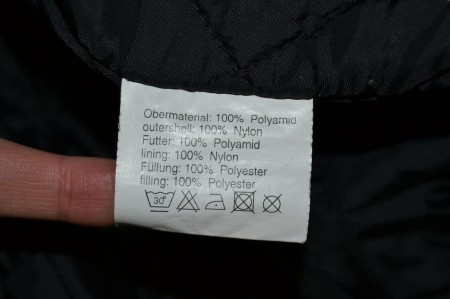 Obermaterial: 100% Polyamid
outershell: 100% Nylon
Futter: 100% Polyamid
lining: 100% Nylon
Füllung: 100% Polyester
filling: 100% Polyester
30°